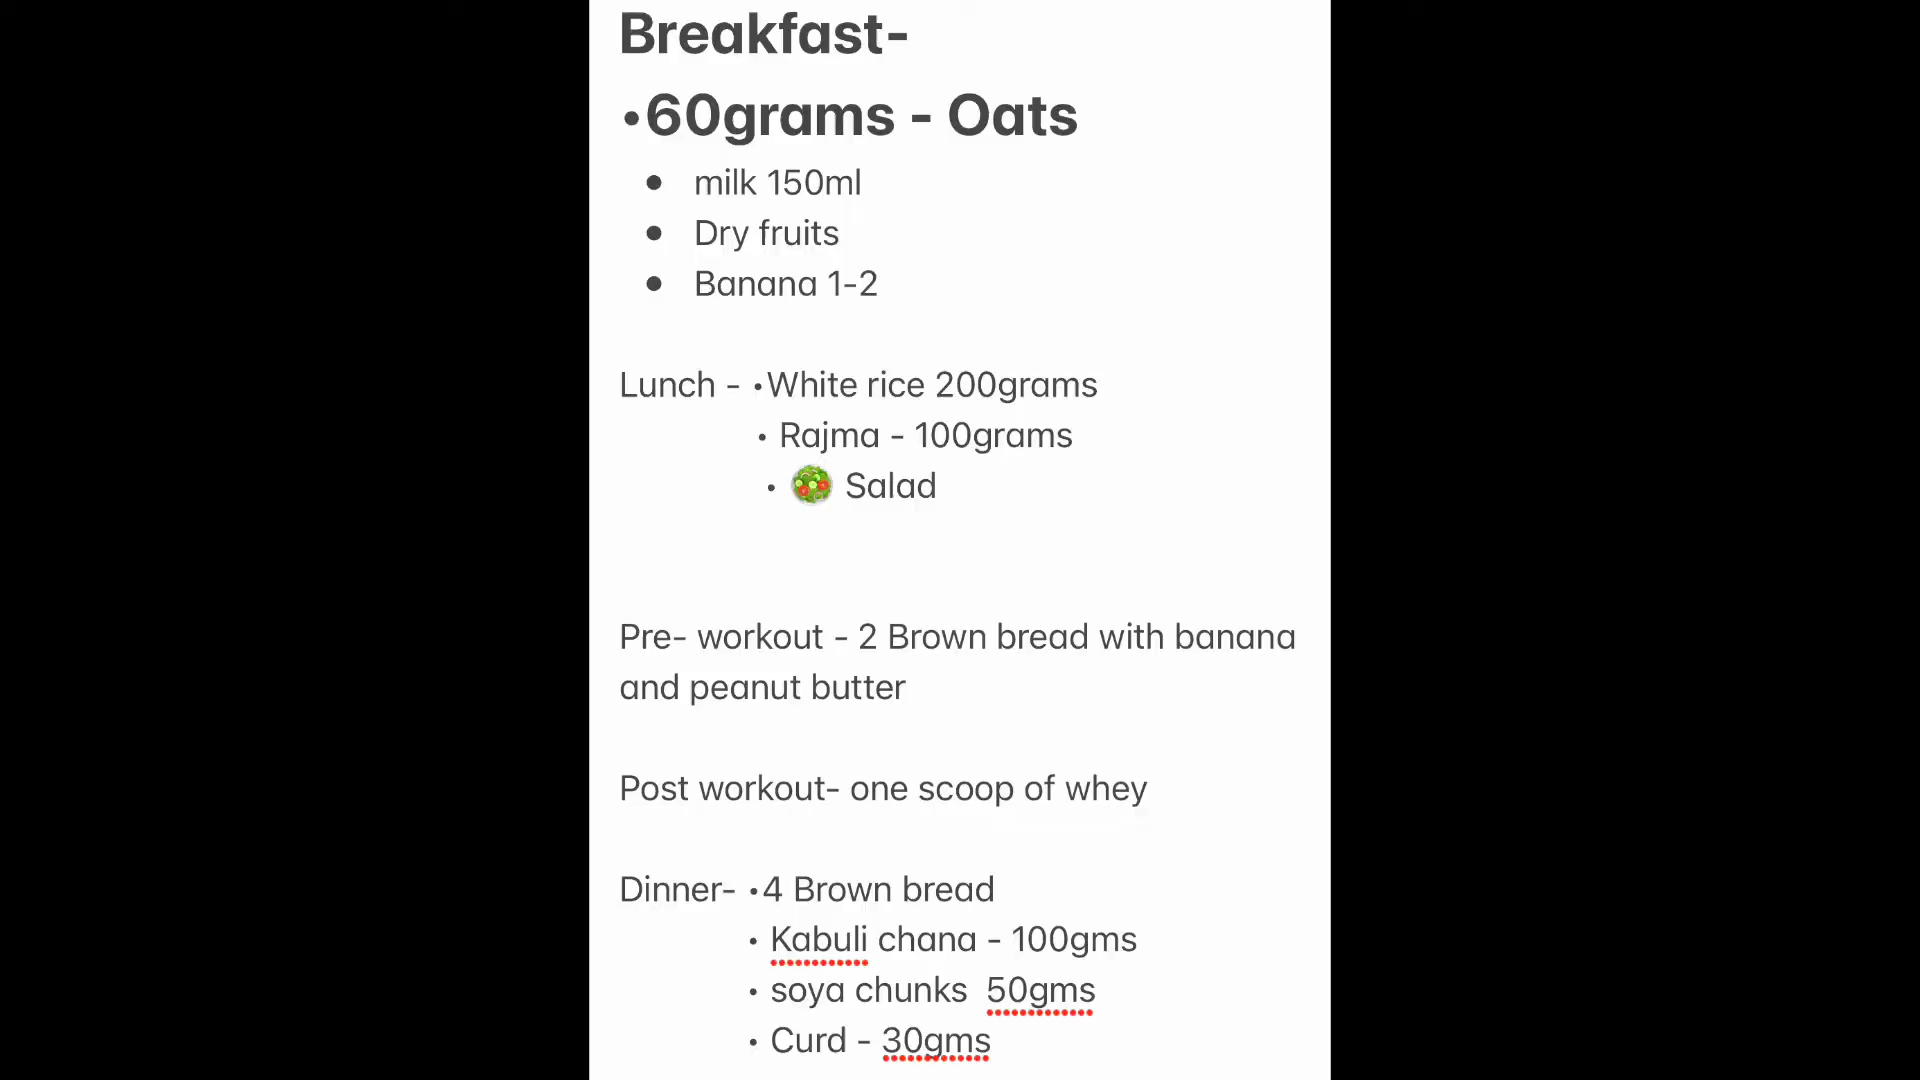 Breakfast-
•60grams - Oats
• milk 150ml
• Dry fruits
• Banana 1-2
Lunch - •White rice 200grams
• Rajma - 100grams
• 🥗 Salad
Pre- workout - 2 Brown bread with banana
and peanut butter
Post workout- one scoop of whey
Dinner- •4 Brown bread
• Kabuli chana - 100gms
• soya chunks  50gms
• Curd - 30gms